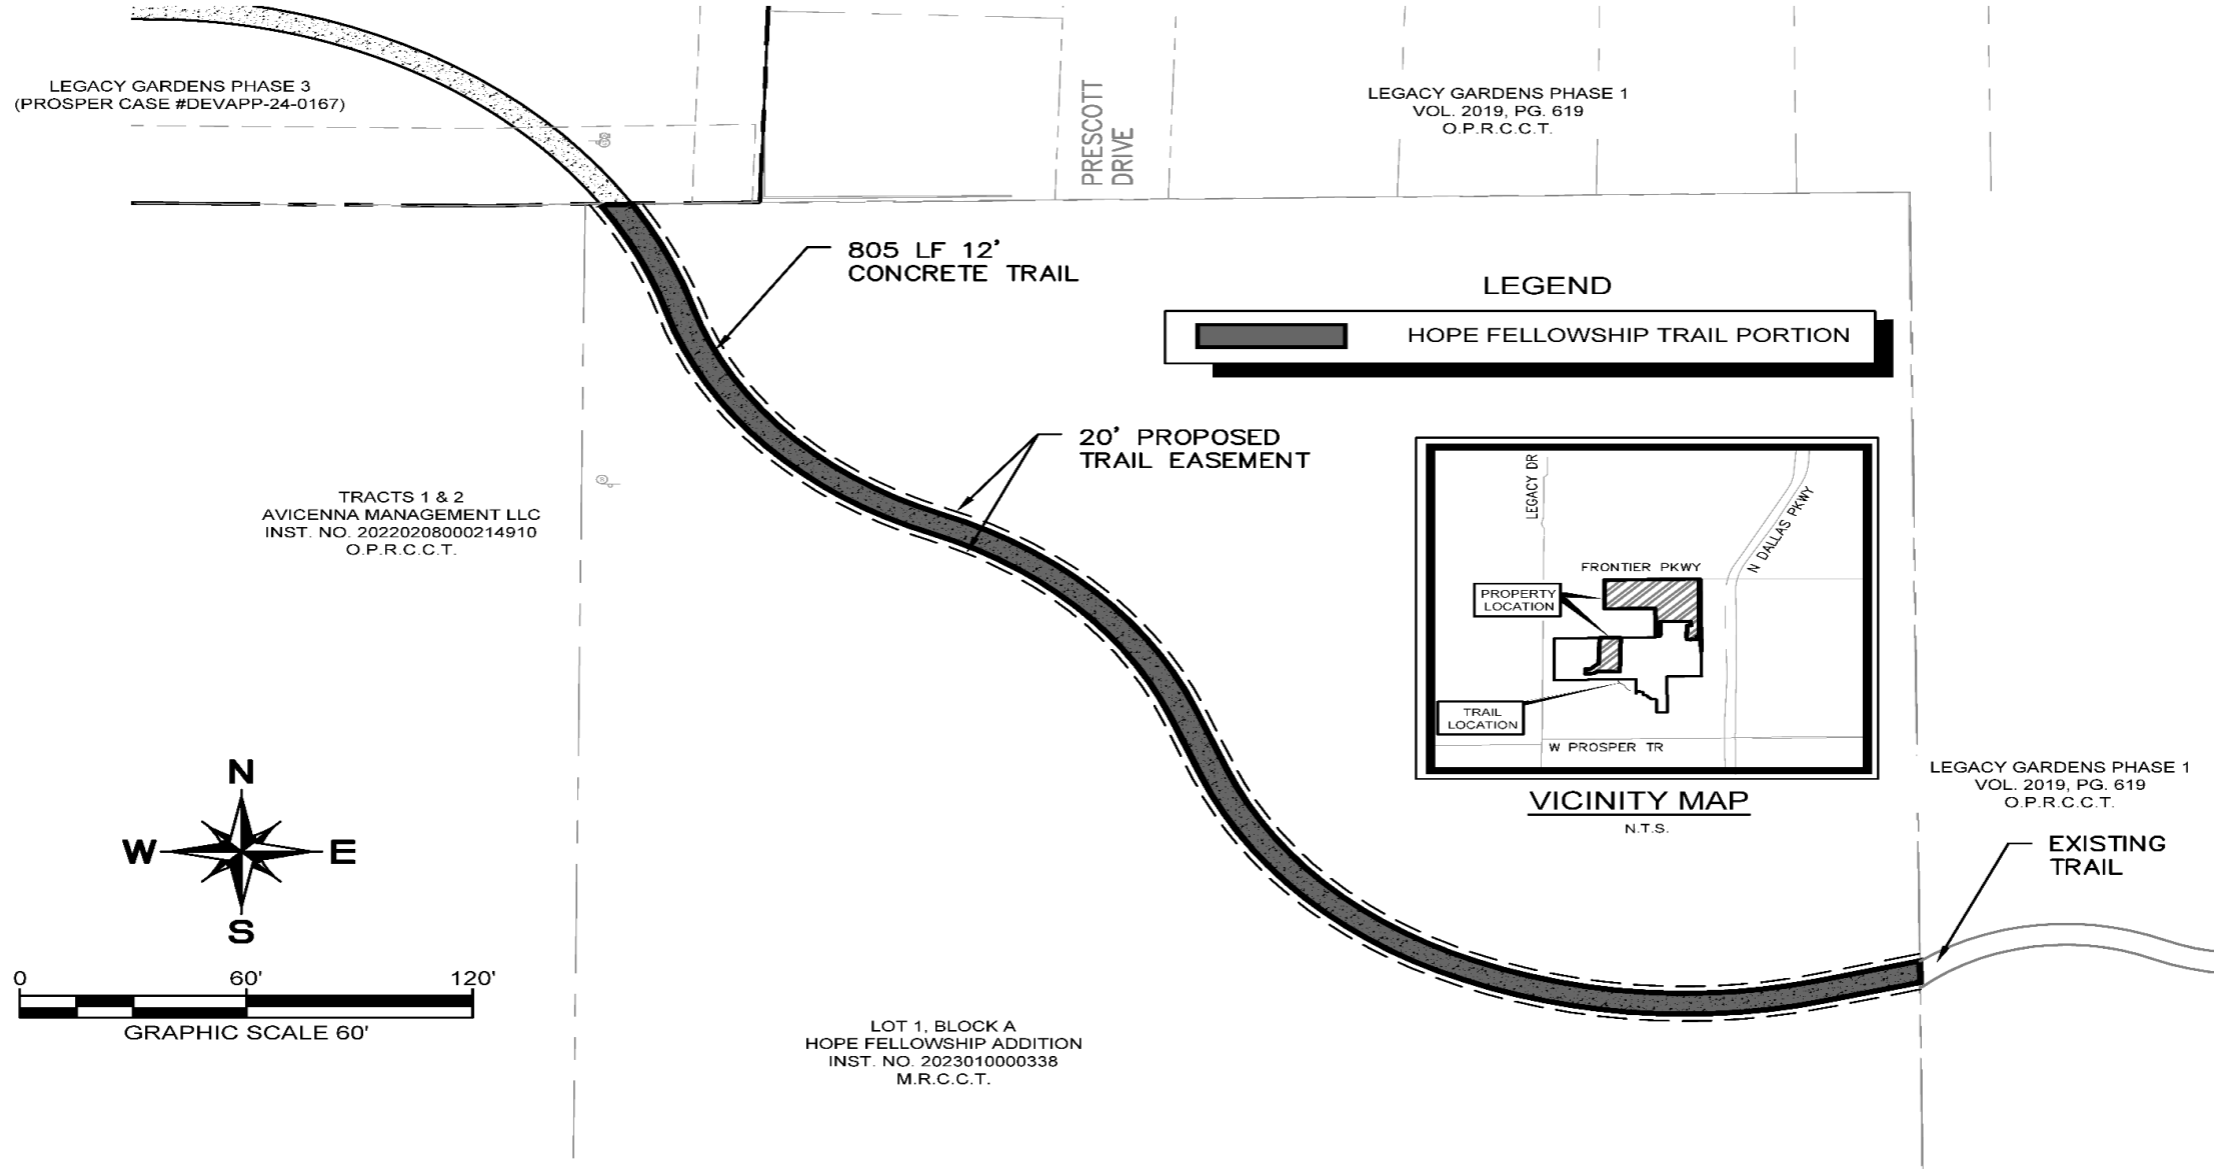 LEGACY GARDENS PHASE 3
(PROSPER CASE #DEVAPP-24-0167)
PRESCOTT
DRIVE
LEGACY GARDENS PHASE 1
VOL. 2019, PG. 619
O.P.R.C.C.T.
805 LF 12'
CONCRETE TRAIL
LEGEND
HOPE FELLOWSHIP TRAIL PORTION
20' PROPOSED
TRAIL EASEMENT
TRACTS 1 & 2
AVICENNA MANAGEMENT LLC
INST. NO. 20220208000214910
O.P.R.C.C.T.
LEGACY DR
N DALLAS PKWY
FRONTIER PKWY
PROPERTY
LOCATION
TRAIL
LOCATION
W PROSPER TR
VICINITY MAP
N.T.S.
LEGACY GARDENS PHASE 1
VOL. 2019, PG. 619
O.P.R.C.C.T.
EXISTING
TRAIL
N
W E
S
0 60' 120'
GRAPHIC SCALE 60'
LOT 1, BLOCK A
HOPE FELLOWSHIP ADDITION
INST. NO. 2023010000338
M.R.C.C.T.